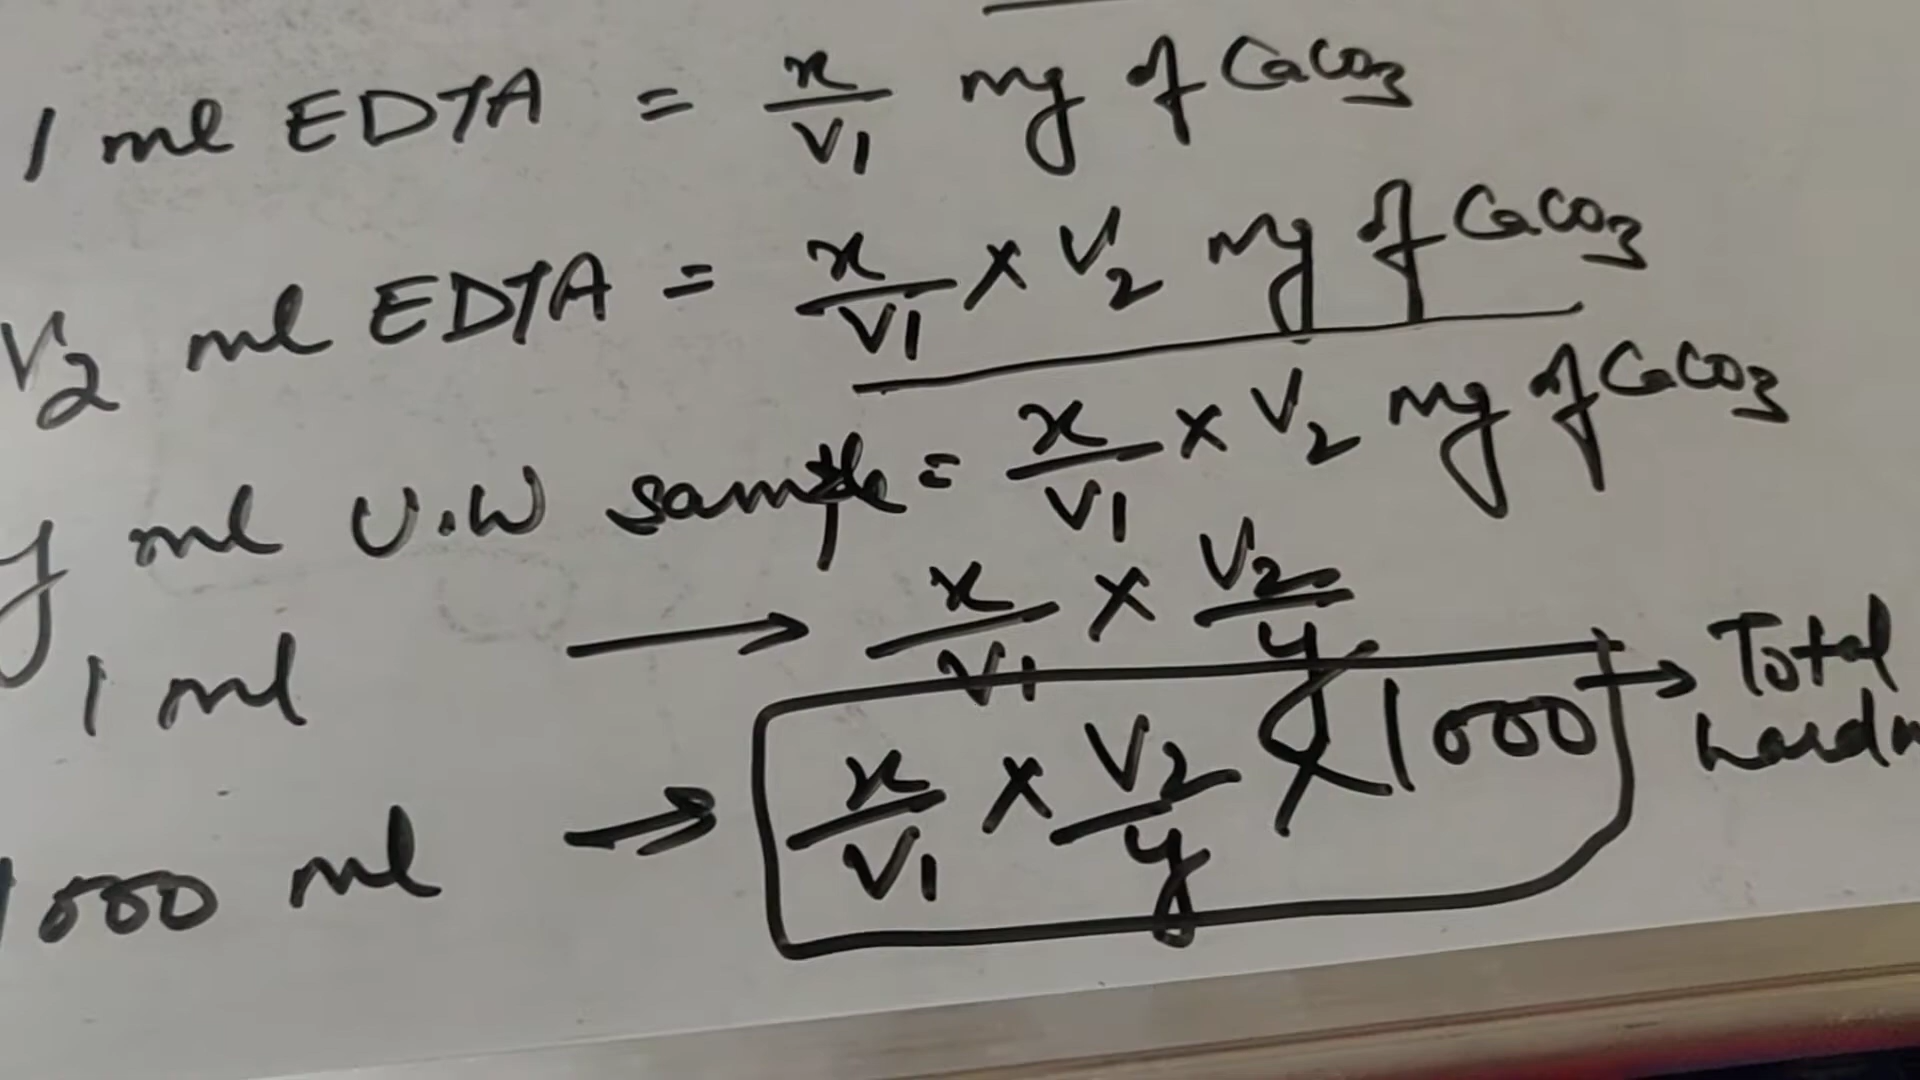 1 ml EDTA = x/V1 mg of CaCO3
V2 ml EDTA = x/V1 × V2 mg of CaCO3
y ml U.W sample = x/V1 × V2 mg of CaCO3
1 ml → x/V1 × V2/y
1000 ml → x/V1 × V2/y × 1000 → Total
hardn